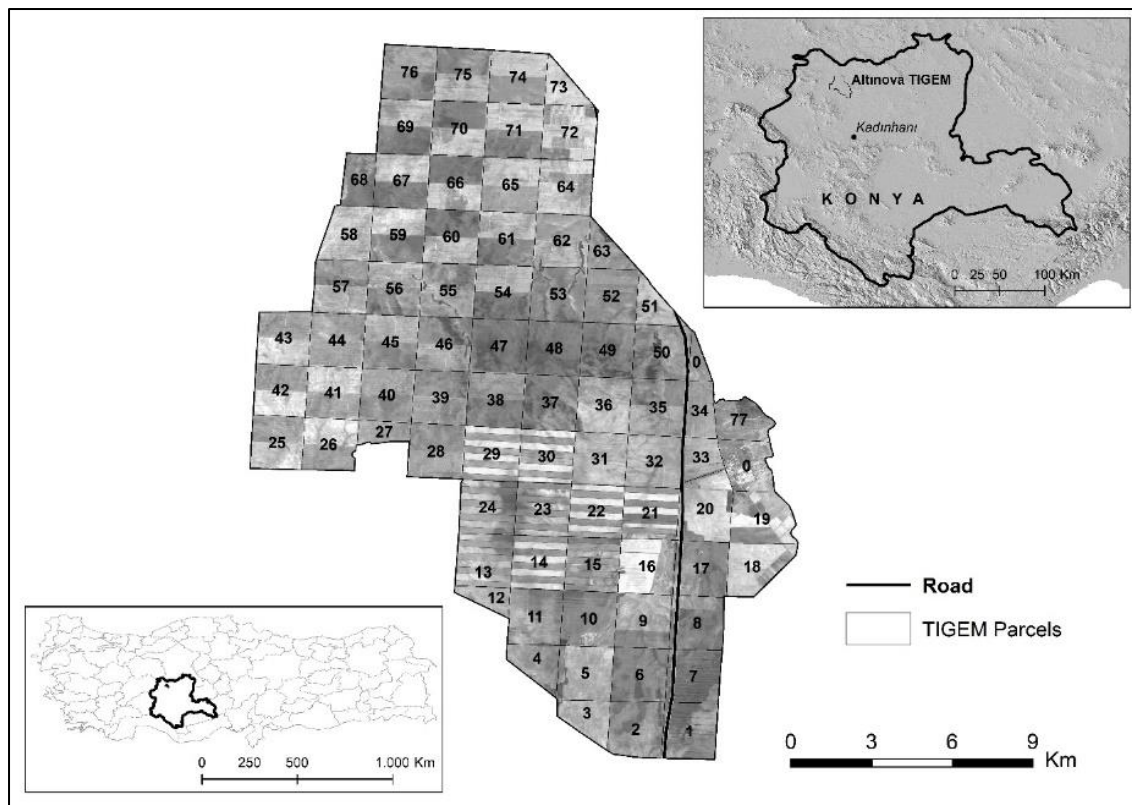 76 75 74 73
69 70 71 72
68 67 66 65 64
58 59 60 61 62 63
57 56 55 54 53 52 51
43 44 45 46 47 48 49 50 0
42 41 40 39 38 37 36 35 34 77
25 26 27 28 29 30 31 32 33 0
24 23 22 21 20 19
13 14 15 16 17 18
12 11 10 9 8
4 5 6 7
3 2 1
Altınova TIGEM
Kadınhanı
K O N Y A
0 25 50 100 Km
Road
TIGEM Parcels
0 250 500 1.000 Km
0 3 6 9
Km